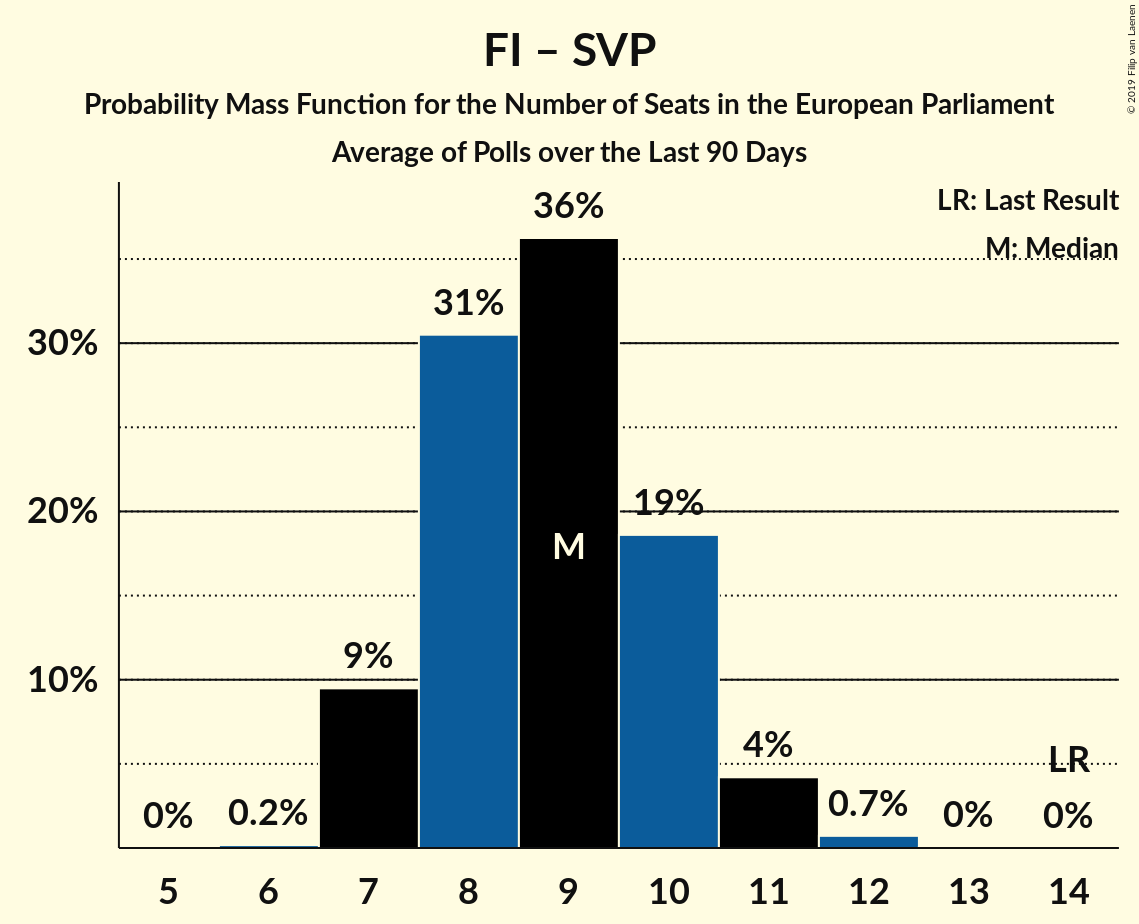 FI – SVP
Probability Mass Function for the Number of Seats in the European Parliament
Average of Polls over the Last 90 Days
© 2019 Filip van Laenen
LR: Last Result
M: Median
30%
20%
10%
0%
0.2%
9%
31%
36%
19%
4%
0.7%
0%
0%
LR
M
5
6
7
8
9
10
11
12
13
14